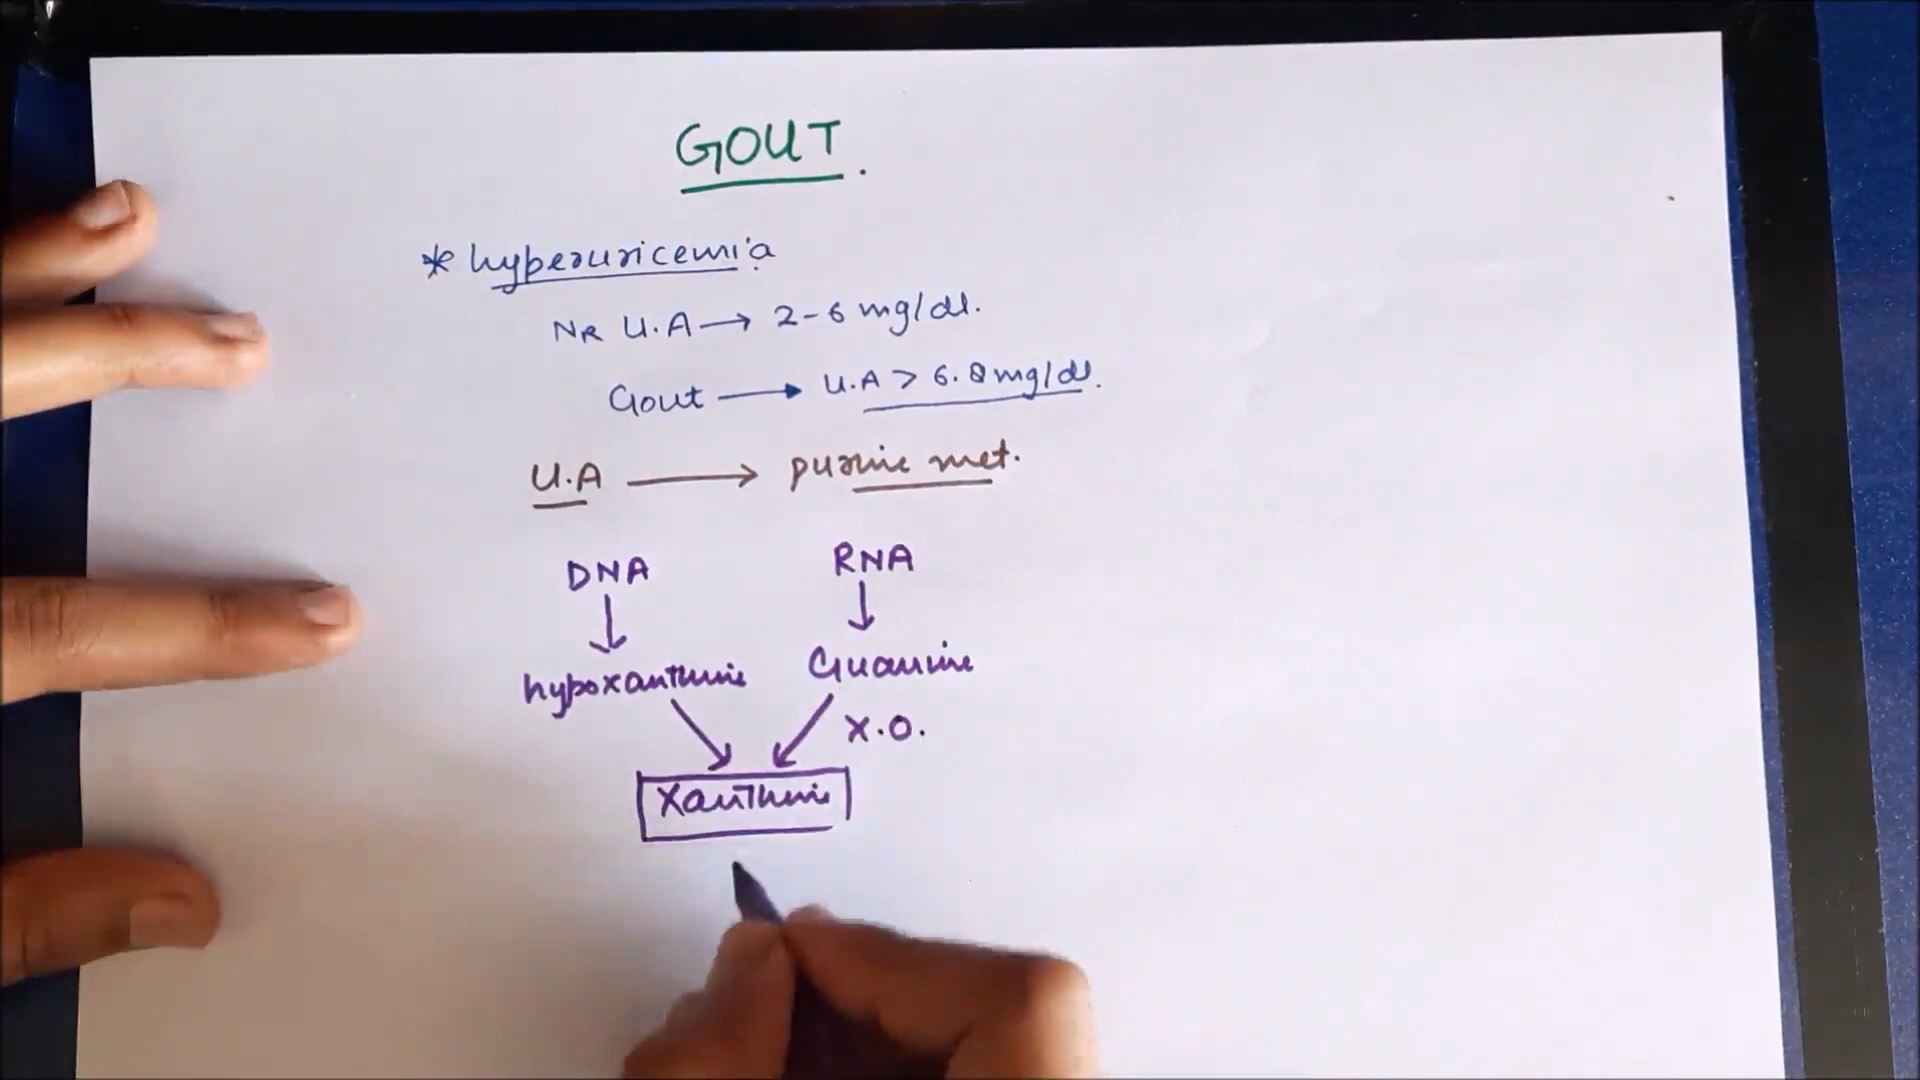 GOUT.
* hyperuricemia
NR U.A → 2-6 mg/dl.
Gout → U.A > 6.8 mg/dl.
U.A → purine met.
DNA RNA
↓ ↓
hypoxanthine Guanine
X.O.
Xanthine